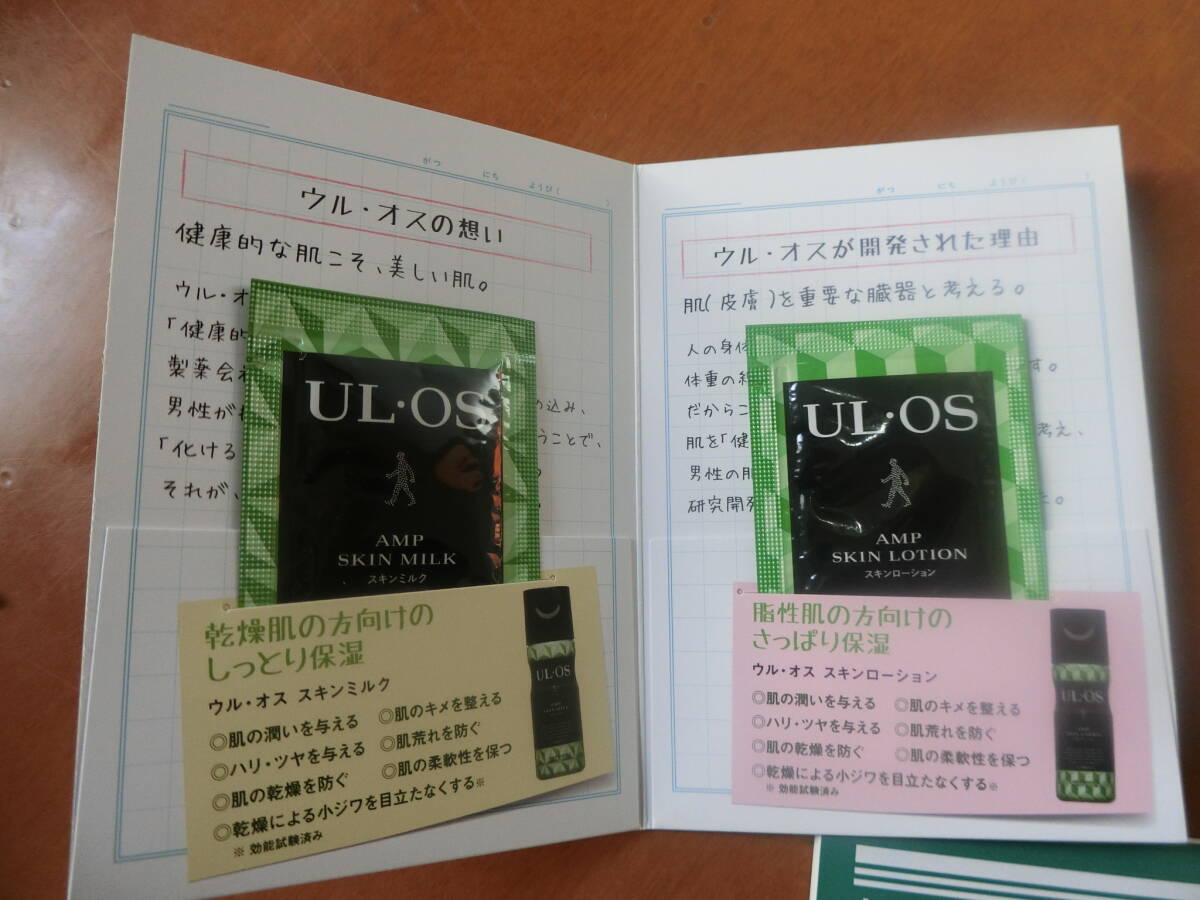 がつ にち ようび(
ウル・オスの想い
健康的な肌こそ、美しい肌。
ウル・オ
「健康的
製薬会
男性が め込み、
「化ける うことで、
それが、
UL・OS
AMP
SKIN MILK
スキンミルク
乾燥肌の方向けの
しっとり保湿
ウル・オス スキンミルク
◎肌の潤いを与える ◎肌のキメを整える
◎ハリ・ツヤを与える ◎肌荒れを防ぐ
◎肌の乾燥を防ぐ ◎肌の柔軟性を保つ
◎乾燥による小ジワを目立たなくする※
※ 効能試験済み
UL・OS
がつ にち ようび( )
ウル・オスが開発された理由
肌(皮膚)を重要な臓器と考える。
人の身体
体重の約 す。
だからこ
肌を「健 考え、
男性の肌
研究開発 た。
UL・OS
AMP
SKIN LOTION
スキンローション
脂性肌の方向けの
さっぱり保湿
ウル・オス スキンローション
◎肌の潤いを与える ◎肌のキメを整える
◎ハリ・ツヤを与える ◎肌荒れを防ぐ
◎肌の乾燥を防ぐ ◎肌の柔軟性を保つ
◎乾燥による小ジワを目立たなくする※
※ 効能試験済み
UL・OS